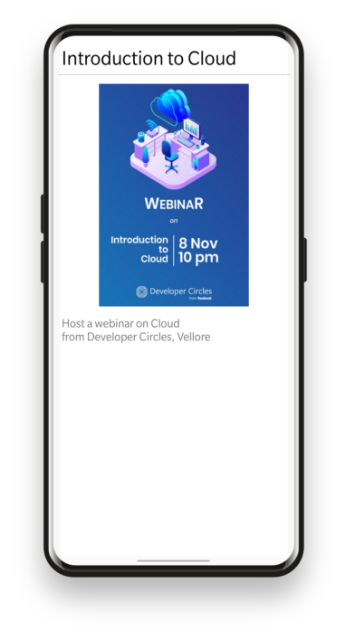 Introduction to Cloud
WEBINAR
on
Introduction
to
Cloud
8 Nov
10 pm
Developer Circles
from facebook
Host a webinar on Cloud
from Developer Circles, Vellore